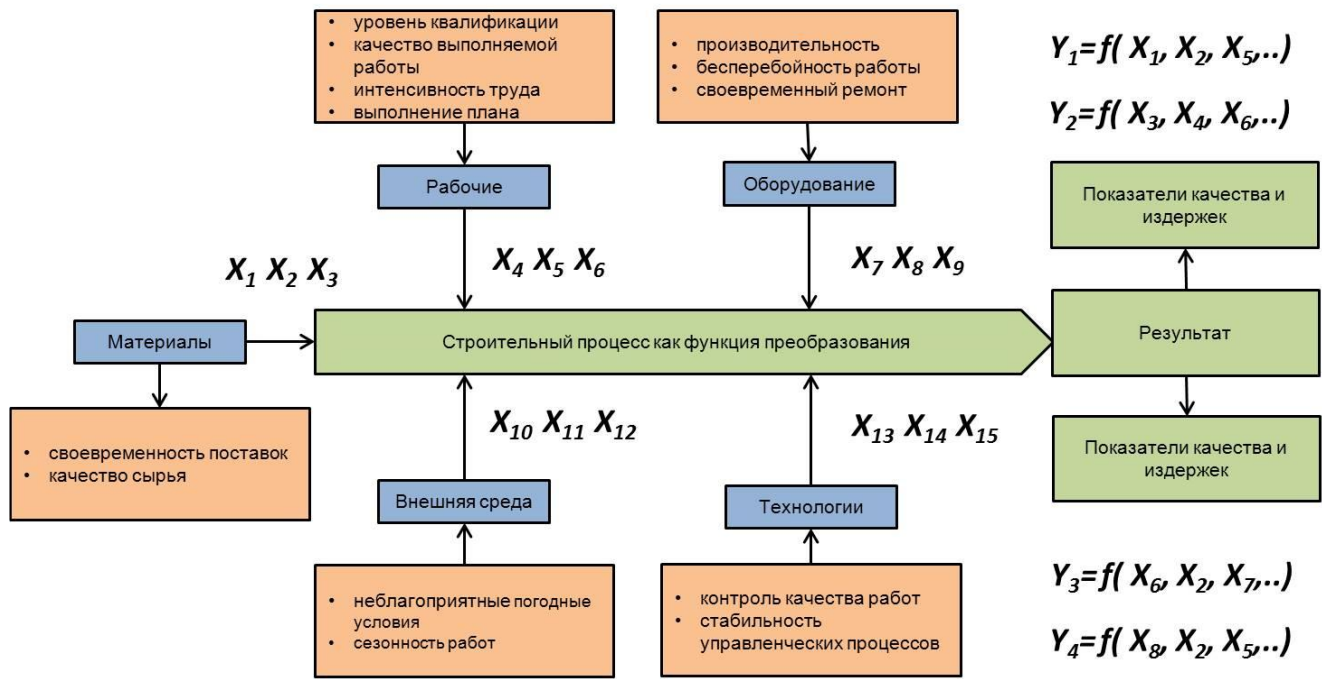 • уровень квалификации
• качество выполняемой
работы
• интенсивность труда
• выполнение плана
• производительность
• бесперебойность работы
• своевременный ремонт
Y1=f( X1, X2, X5,..)
Y2=f( X3, X4, X6,..)
Рабочие
Оборудование
Показатели качества и
издержек
X1 X2 X3
X4 X5 X6
X7 X8 X9
Материалы
Строительный процесс как функция преобразования
Результат
• своевременность поставок
• качество сырья
X10 X11 X12
X13 X14 X15
Показатели качества и
издержек
Внешняя среда
Технологии
• неблагоприятные погодные
условия
• сезонность работ
• контроль качества работ
• стабильность
управленческих процессов
Y3=f( X6, X2, X7,..)
Y4=f( X8, X2, X5,..)